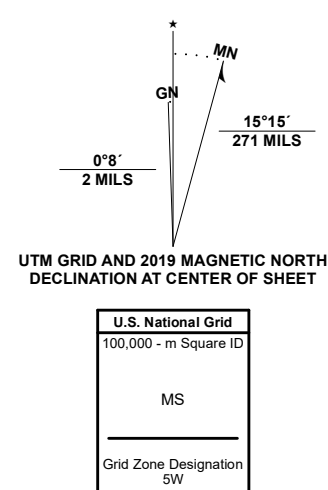 ★
MN
GN
15°15´
271 MILS
0°8´
2 MILS
UTM GRID AND 2019 MAGNETIC NORTH
DECLINATION AT CENTER OF SHEET
U.S. National Grid
100,000 - m Square ID
MS
Grid Zone Designation
5W